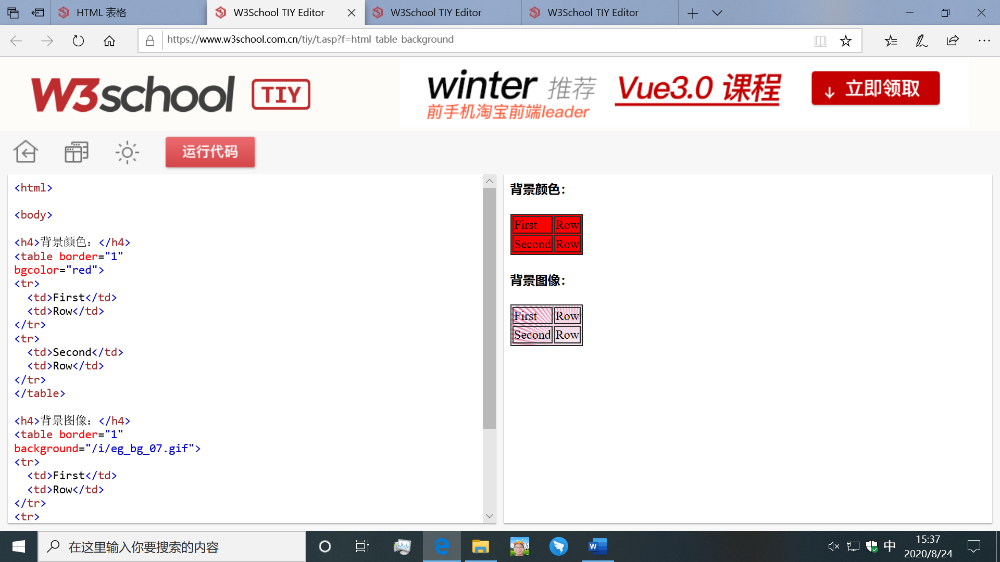 HTML 表格
W3School TIY Editor
W3School TIY Editor
W3School TIY Editor
https://www.w3school.com.cn/tiy/t.asp?f=html_table_background
W3school TIY
winter 推荐
前手机淘宝前端leader
Vue3.0 课程
↓ 立即领取
运行代码
<html>
<body>
<h4>背景颜色：</h4>
<table border="1"
bgcolor="red">
<tr>
<td>First</td>
<td>Row</td>
</tr>
<tr>
<td>Second</td>
<td>Row</td>
</tr>
</table>
<h4>背景图像：</h4>
<table border="1"
background="/i/eg_bg_07.gif">
<tr>
<td>First</td>
<td>Row</td>
</tr>
<tr>
背景颜色：
First Row
Second Row
背景图像：
First Row
Second Row
在这里输入你要搜索的内容
中
15:37
2020/8/24